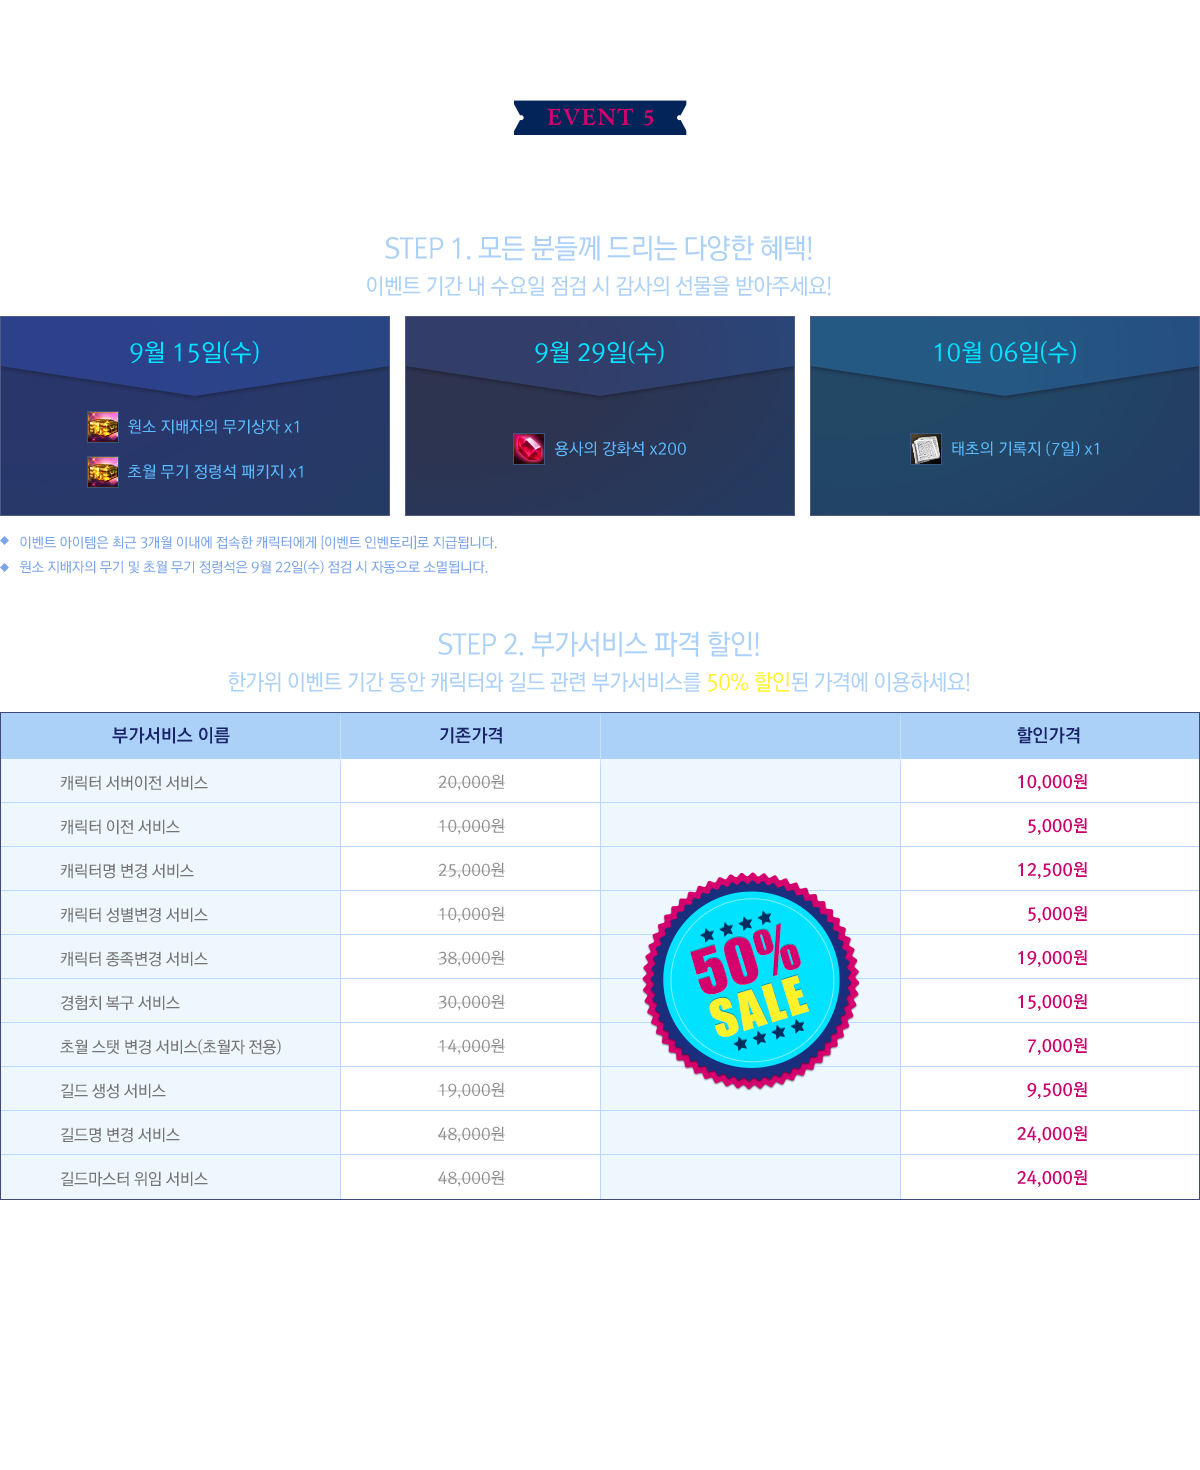 EVENT 5
STEP 1. 모든 분들께 드리는 다양한 혜택!
이벤트 기간 내 수요일 점검 시 감사의 선물을 받아주세요!
9월 15일(수)
원소 지배자의 무기상자 x1
초월 무기 정령석 패키지 x1
9월 29일(수)
용사의 강화석 x200
10월 06일(수)
태초의 기록지 (7일) x1
이벤트 아이템은 최근 3개월 이내에 접속한 캐릭터에게 [이벤트 인벤토리]로 지급됩니다.
원소 지배자의 무기 및 초월 무기 정령석은 9월 22일(수) 점검 시 자동으로 소멸됩니다.
STEP 2. 부가서비스 파격 할인!
한가위 이벤트 기간 동안 캐릭터와 길드 관련 부가서비스를 50% 할인된 가격에 이용하세요!
부가서비스 이름 기존가격 할인가격
캐릭터 서버이전 서비스 20,000원 10,000원
캐릭터 이전 서비스 10,000원 5,000원
캐릭터명 변경 서비스 25,000원 12,500원
캐릭터 성별변경 서비스 10,000원 5,000원
캐릭터 종족변경 서비스 38,000원 19,000원
경험치 복구 서비스 30,000원 15,000원
초월 스탯 변경 서비스(초월자 전용) 14,000원 7,000원
길드 생성 서비스 19,000원 9,500원
길드명 변경 서비스 48,000원 24,000원
길드마스터 위임 서비스 48,000원 24,000원
50%
SALE